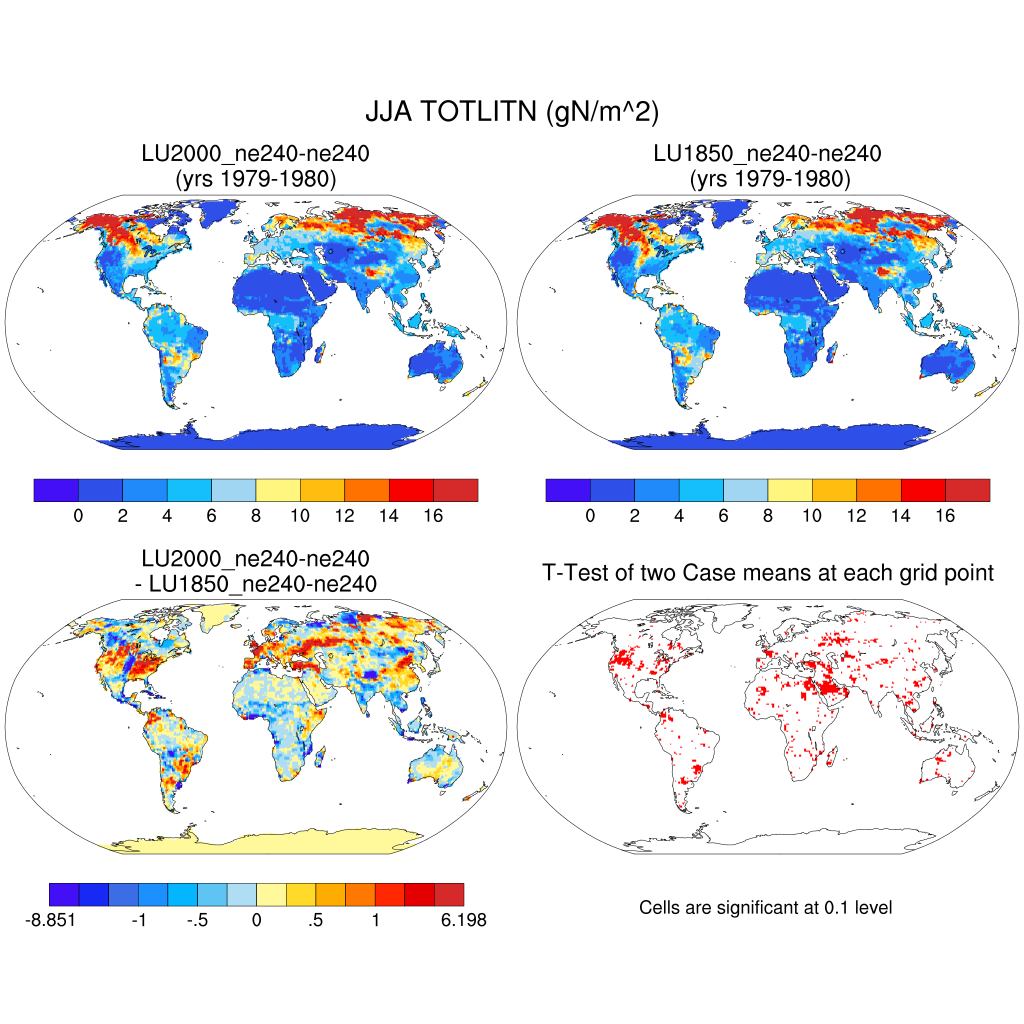 JJA TOTLITN (gN/m^2)
LU2000_ne240-ne240
(yrs 1979-1980)
LU1850_ne240-ne240
(yrs 1979-1980)
0 2 4 6 8 10 12 14 16
0 2 4 6 8 10 12 14 16
LU2000_ne240-ne240
- LU1850_ne240-ne240
T-Test of two Case means at each grid point
-8.851 -1 -.5 0 .5 1 6.198
Cells are significant at 0.1 level